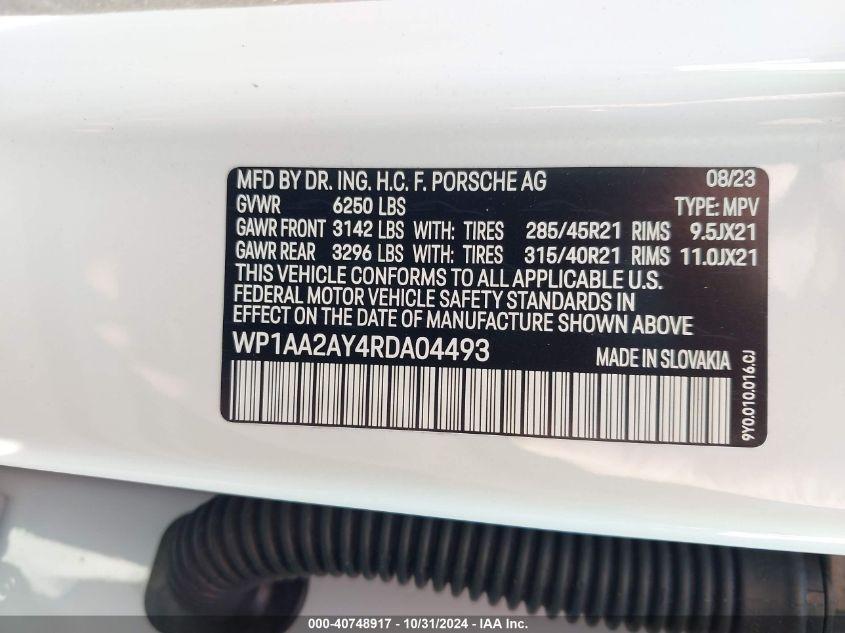 MFD BY DR. ING. H.C. F. PORSCHE AG 08/23
GVWR 6250 LBS TYPE: MPV
GAWR FRONT 3142 LBS WITH: TIRES 285/45R21 RIMS 9.5JX21
GAWR REAR 3296 LBS WITH: TIRES 315/40R21 RIMS 11.0JX21
THIS VEHICLE CONFORMS TO ALL APPLICABLE U.S.
FEDERAL MOTOR VEHICLE SAFETY STANDARDS IN
EFFECT ON THE DATE OF MANUFACTURE SHOWN ABOVE
WP1AA2AY4RDA04493 MADE IN SLOVAKIA
9Y0.010.016.CJ
000-40748917 - 10/31/2024 - IAA Inc.